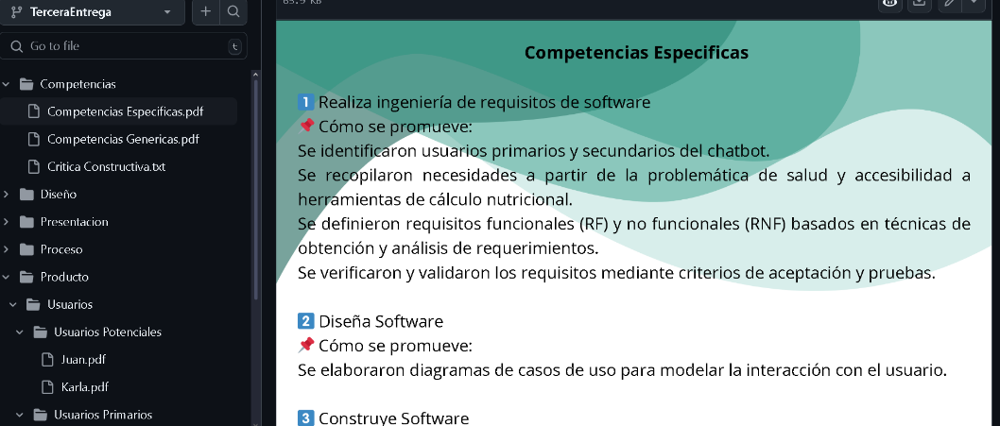 TerceraEntrega
65.9 KB
Go to file
t
Competencias
Competencias Especificas.pdf
Competencias Genericas.pdf
Critica Constructiva.txt
Diseño
Presentacion
Proceso
Producto
Usuarios
Usuarios Potenciales
Juan.pdf
Karla.pdf
Usuarios Primarios
Competencias Especificas
1 Realiza ingeniería de requisitos de software
📌 Cómo se promueve:
Se identificaron usuarios primarios y secundarios del chatbot.
Se recopilaron necesidades a partir de la problemática de salud y accesibilidad a
herramientas de cálculo nutricional.
Se definieron requisitos funcionales (RF) y no funcionales (RNF) basados en técnicas de
obtención y análisis de requerimientos.
Se verificaron y validaron los requisitos mediante criterios de aceptación y pruebas.
2 Diseña Software
📌 Cómo se promueve:
Se elaboraron diagramas de casos de uso para modelar la interacción con el usuario.
3 Construye Software